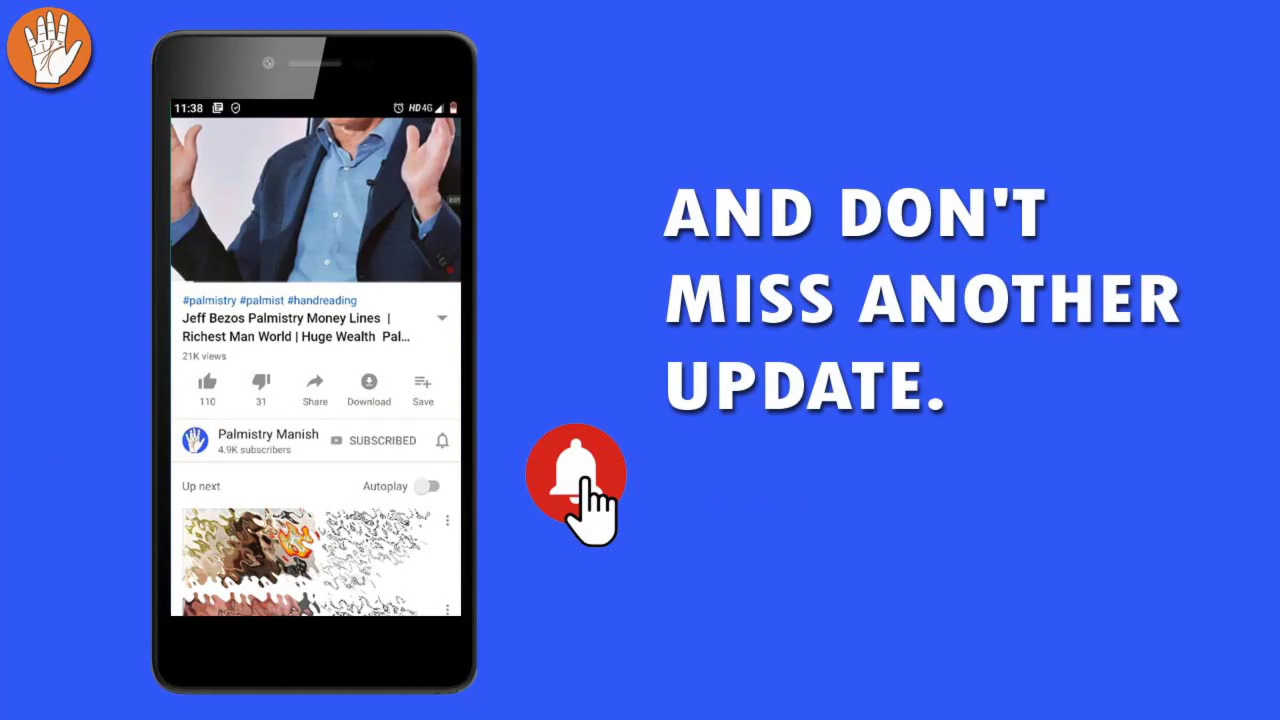 11:38
HD 4G
9:01
#palmistry #palmist #handreading
Jeff Bezos Palmistry Money Lines |
Richest Man World | Huge Wealth Pal...
21K views
110
31
Share
Download
Save
Palmistry Manish
4.9K subscribers
SUBSCRIBED
Up next
Autoplay
AND DON'T
MISS ANOTHER
UPDATE.